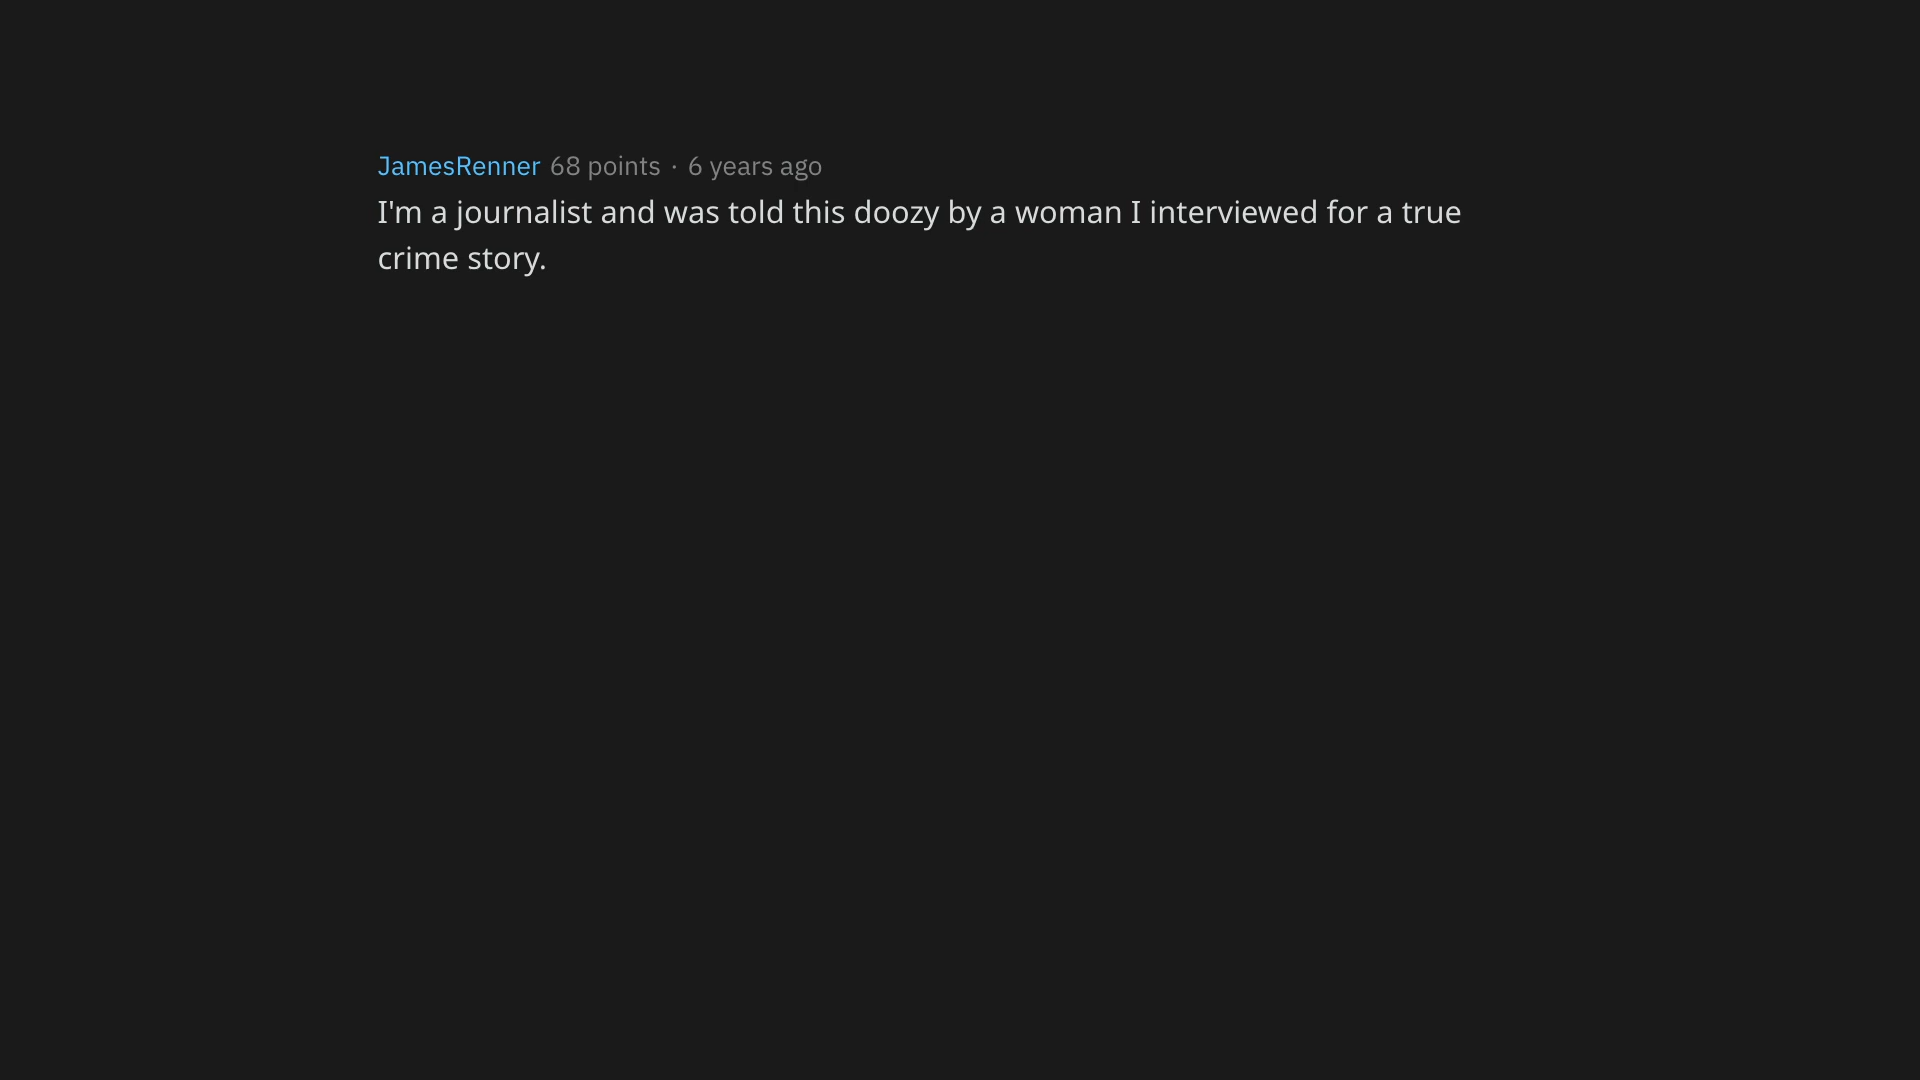 JamesRenner 68 points · 6 years ago
I'm a journalist and was told this doozy by a woman I interviewed for a true
crime story.